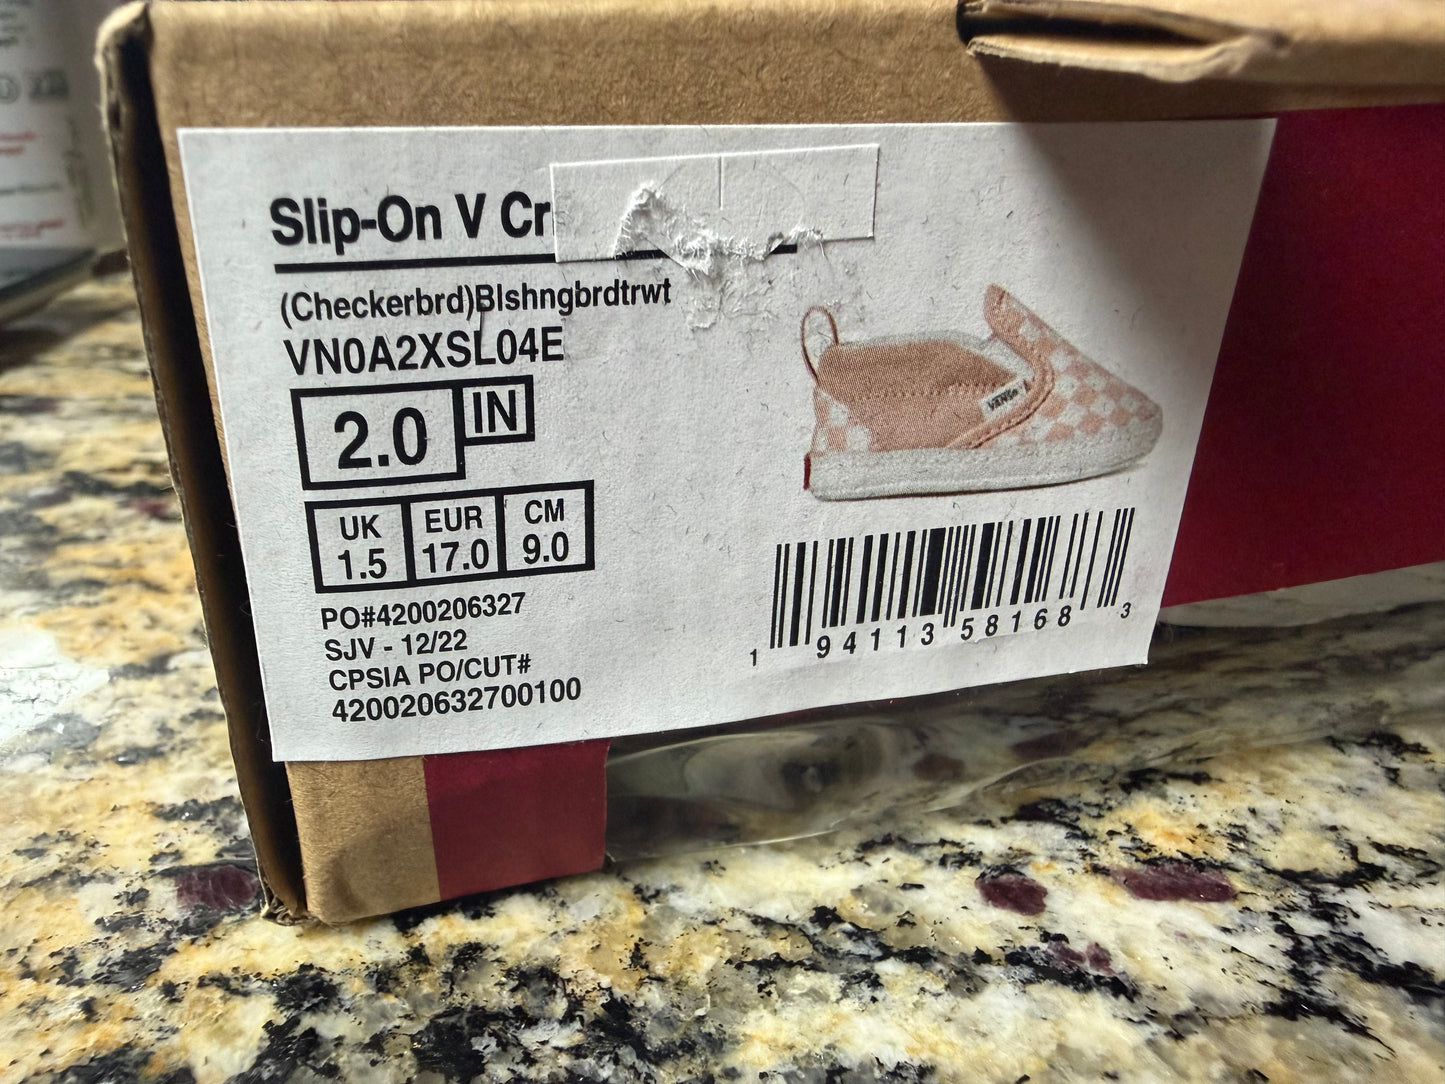 Slip-On V Cr
(Checkerbrd)Blshngbrdtrwt
VN0A2XSL04E
2.0 IN
UK EUR CM
1.5 17.0 9.0
PO#4200206327
SJV - 12/22
CPSIA PO/CUT#
420020632700100
VANS
1 94113 58168 3